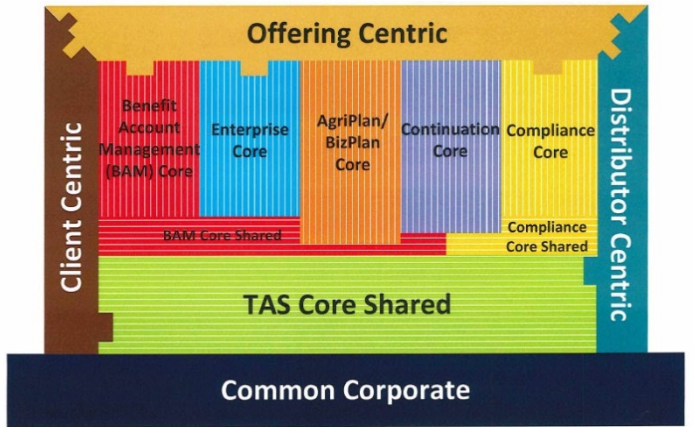 Offering Centric
Client Centric
Benefit
Account
Management
(BAM) Core
Enterprise
Core
AgriPlan/
BizPlan
Core
Continuation
Core
Compliance
Core
Distributor Centric
BAM Core Shared
Compliance
Core Shared
TAS Core Shared
Common Corporate